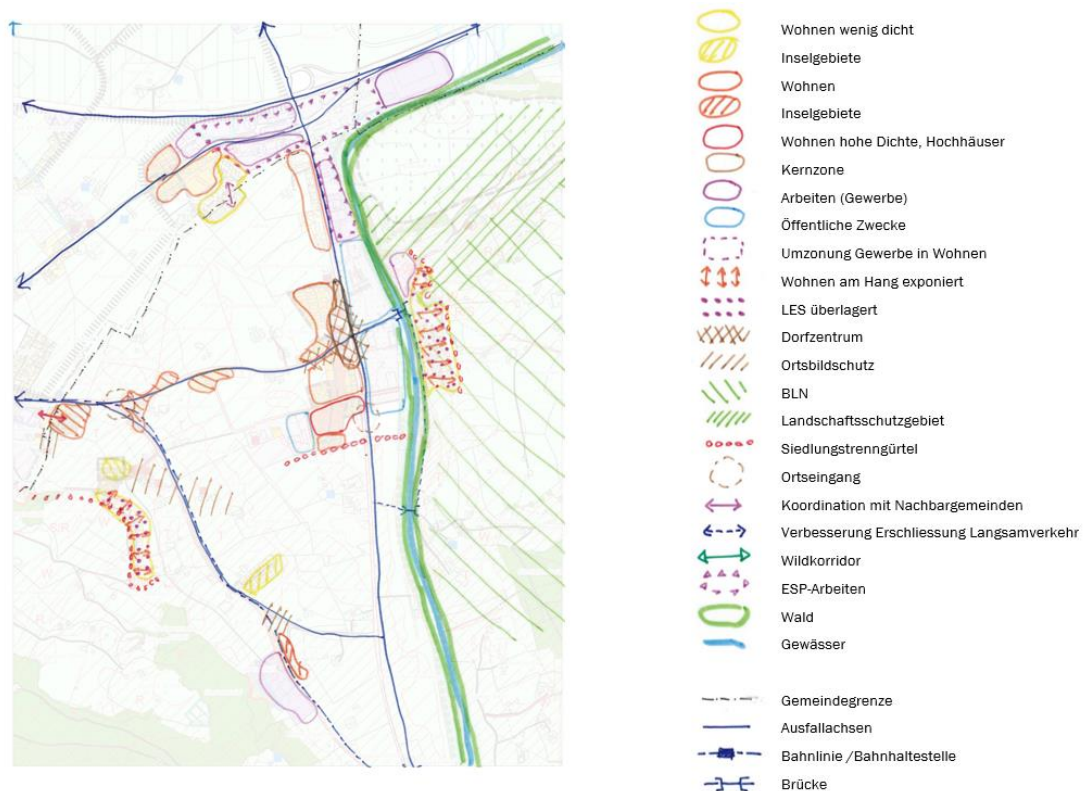 Wohnen wenig dicht
Inselgebiete
Wohnen
Inselgebiete
Wohnen hohe Dichte, Hochhäuser
Kernzone
Arbeiten (Gewerbe)
Öffentliche Zwecke
Umzonung Gewerbe in Wohnen
Wohnen am Hang exponiert
LES überlagert
Dorfzentrum
Ortsbildschutz
BLN
Landschaftsschutzgebiet
Siedlungstrenngürtel
Ortseingang
Koordination mit Nachbargemeinden
Verbesserung Erschliessung Langsamverkehr
Wildkorridor
ESP-Arbeiten
Wald
Gewässer
Gemeindegrenze
Ausfallachsen
Bahnlinie /Bahnhaltestelle
Brücke